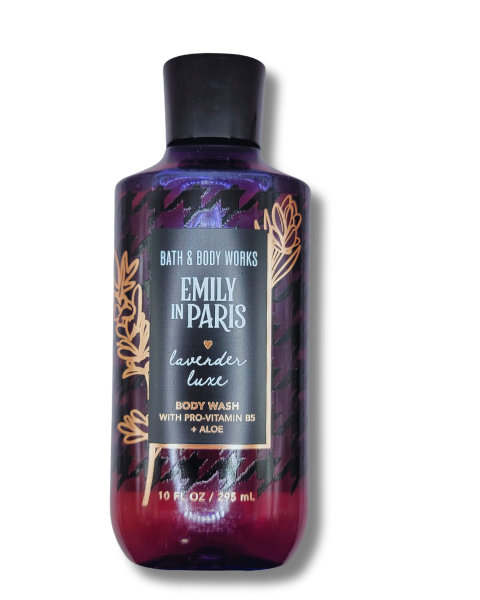 BATH & BODY WORKS
EMILY
IN PARIS
lavender
luxe
BODY WASH
WITH PRO-VITAMIN B5
+ ALOE
10 FL OZ / 295 mL